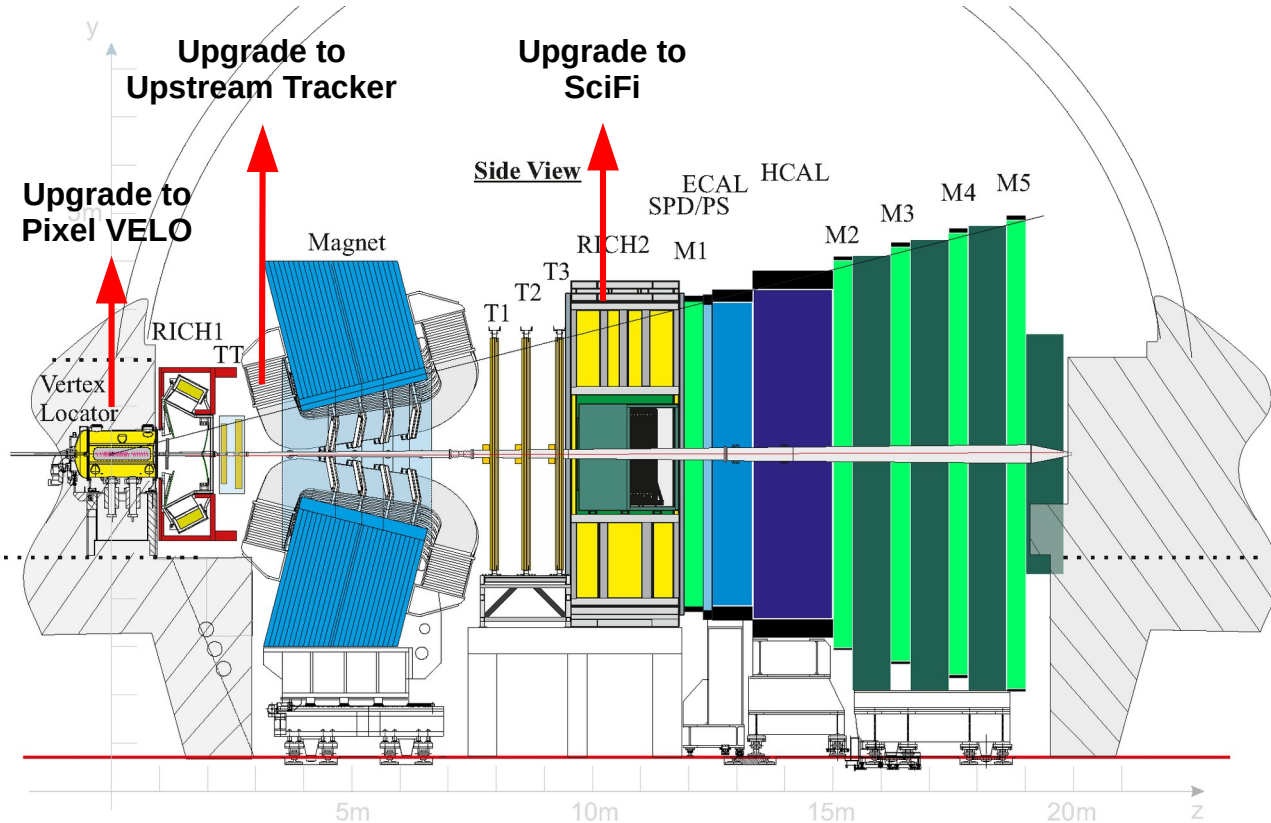 y
Upgrade to
Upstream Tracker
Upgrade to
SciFi
Side View
ECAL
HCAL
SPD/PS
M5
M4
M3
M2
M1
Upgrade to
Pixel VELO
5m
Magnet
RICH2
T3
T2
T1
RICH1
TT
Vertex
Locator
5m
10m
15m
20m
z